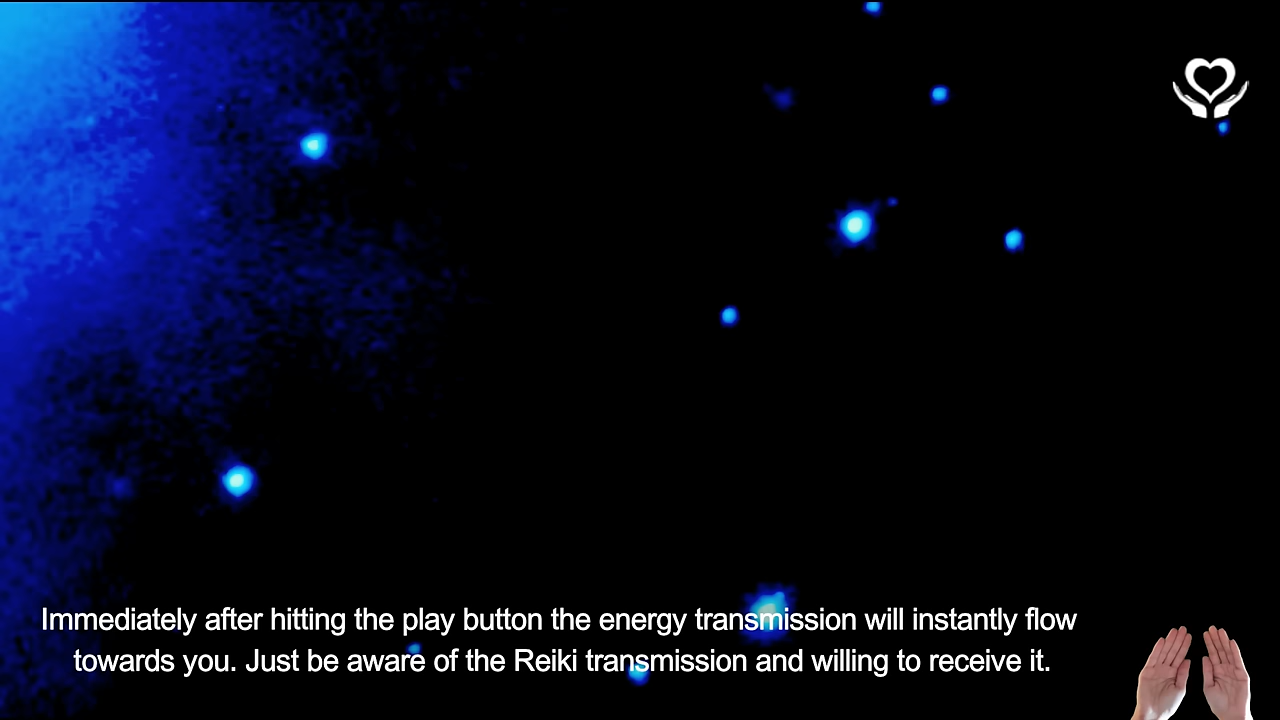 Immediately after hitting the play button the energy transmission will instantly flow
towards you. Just be aware of the Reiki transmission and willing to receive it.